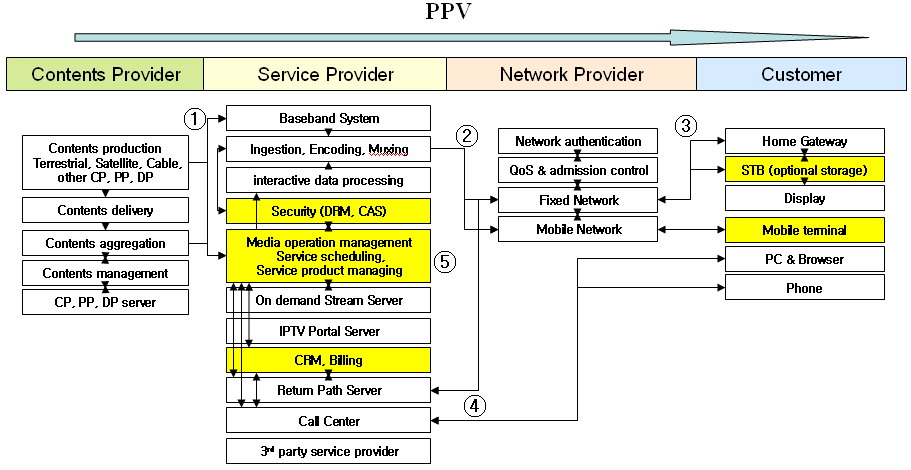 PPV
Contents Provider
Service Provider
Network Provider
Customer
①
Contents production
Terrestrial, Satellite, Cable,
other CP, PP, DP
Contents delivery
Contents aggregation
Contents management
CP, PP, DP server
Baseband System
Ingestion, Encoding, Muxing
interactive data processing
Security (DRM, CAS)
Media operation management
Service scheduling,
Service product managing
⑤
On demand Stream Server
IPTV Portal Server
CRM, Billing
Return Path Server
Call Center
3rd party service provider
②
Network authentication
QoS & admission control
Fixed Network
Mobile Network
④
③
Home Gateway
STB (optional storage)
Display
Mobile terminal
PC & Browser
Phone